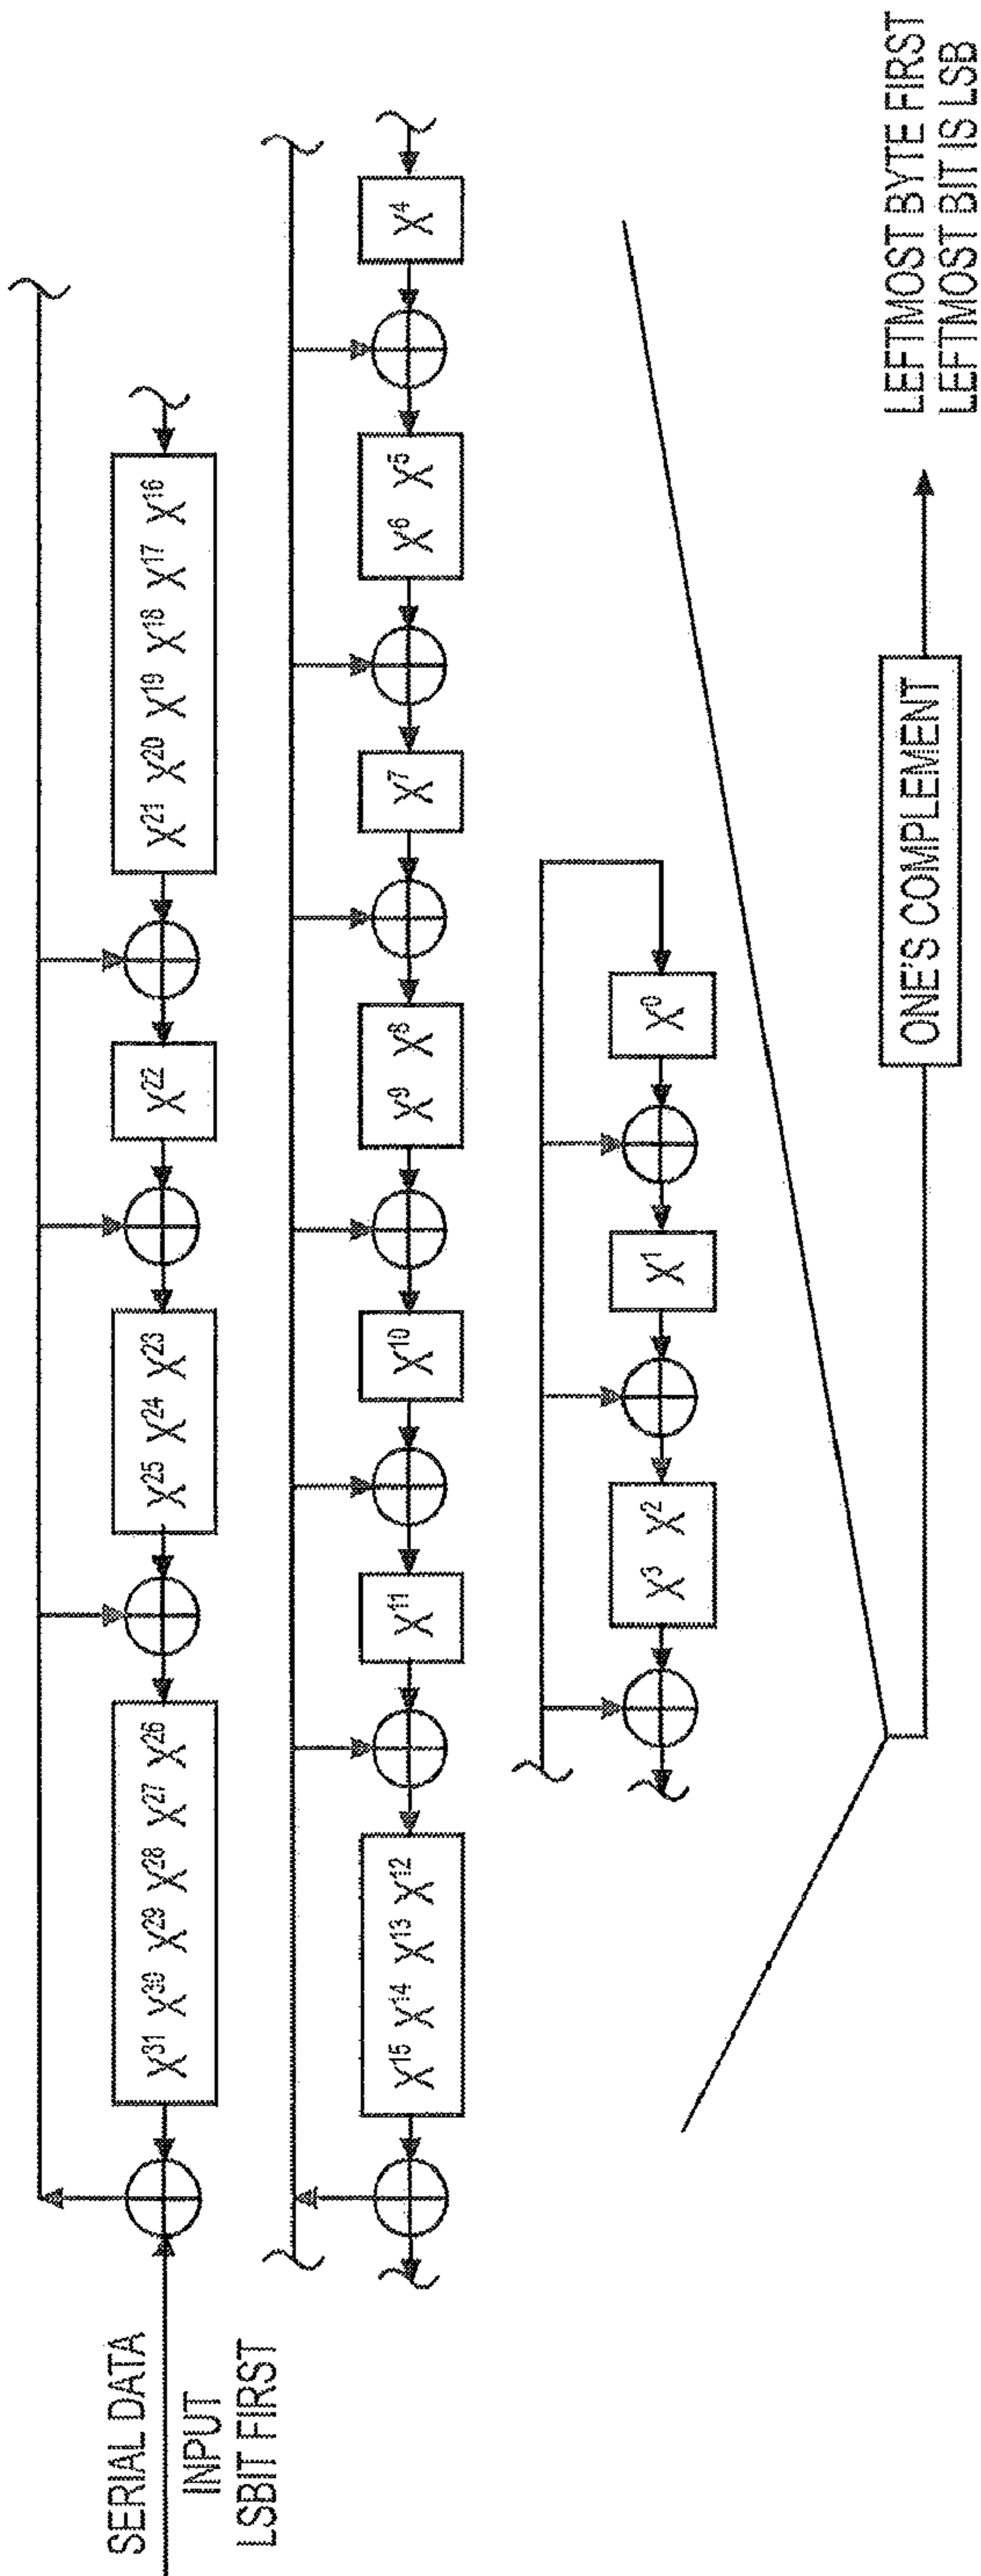 SERIAL DATA
INPUT
LSBIT FIRST
X³¹ X³⁰ X²⁹ X²⁸ X²⁷ X²⁶
X²⁵ X²⁴ X²³
X²²
X²¹ X²⁰ X¹⁹ X¹⁸ X¹⁷ X¹⁶
X¹⁵ X¹⁴ X¹³ X¹²
X¹¹
X¹⁰
X⁹ X⁸
X⁷
X⁶ X⁵
X⁴
X³ X²
X¹
X⁰
ONE'S COMPLEMENT
LEFTMOST BYTE FIRST
LEFTMOST BIT IS LSB